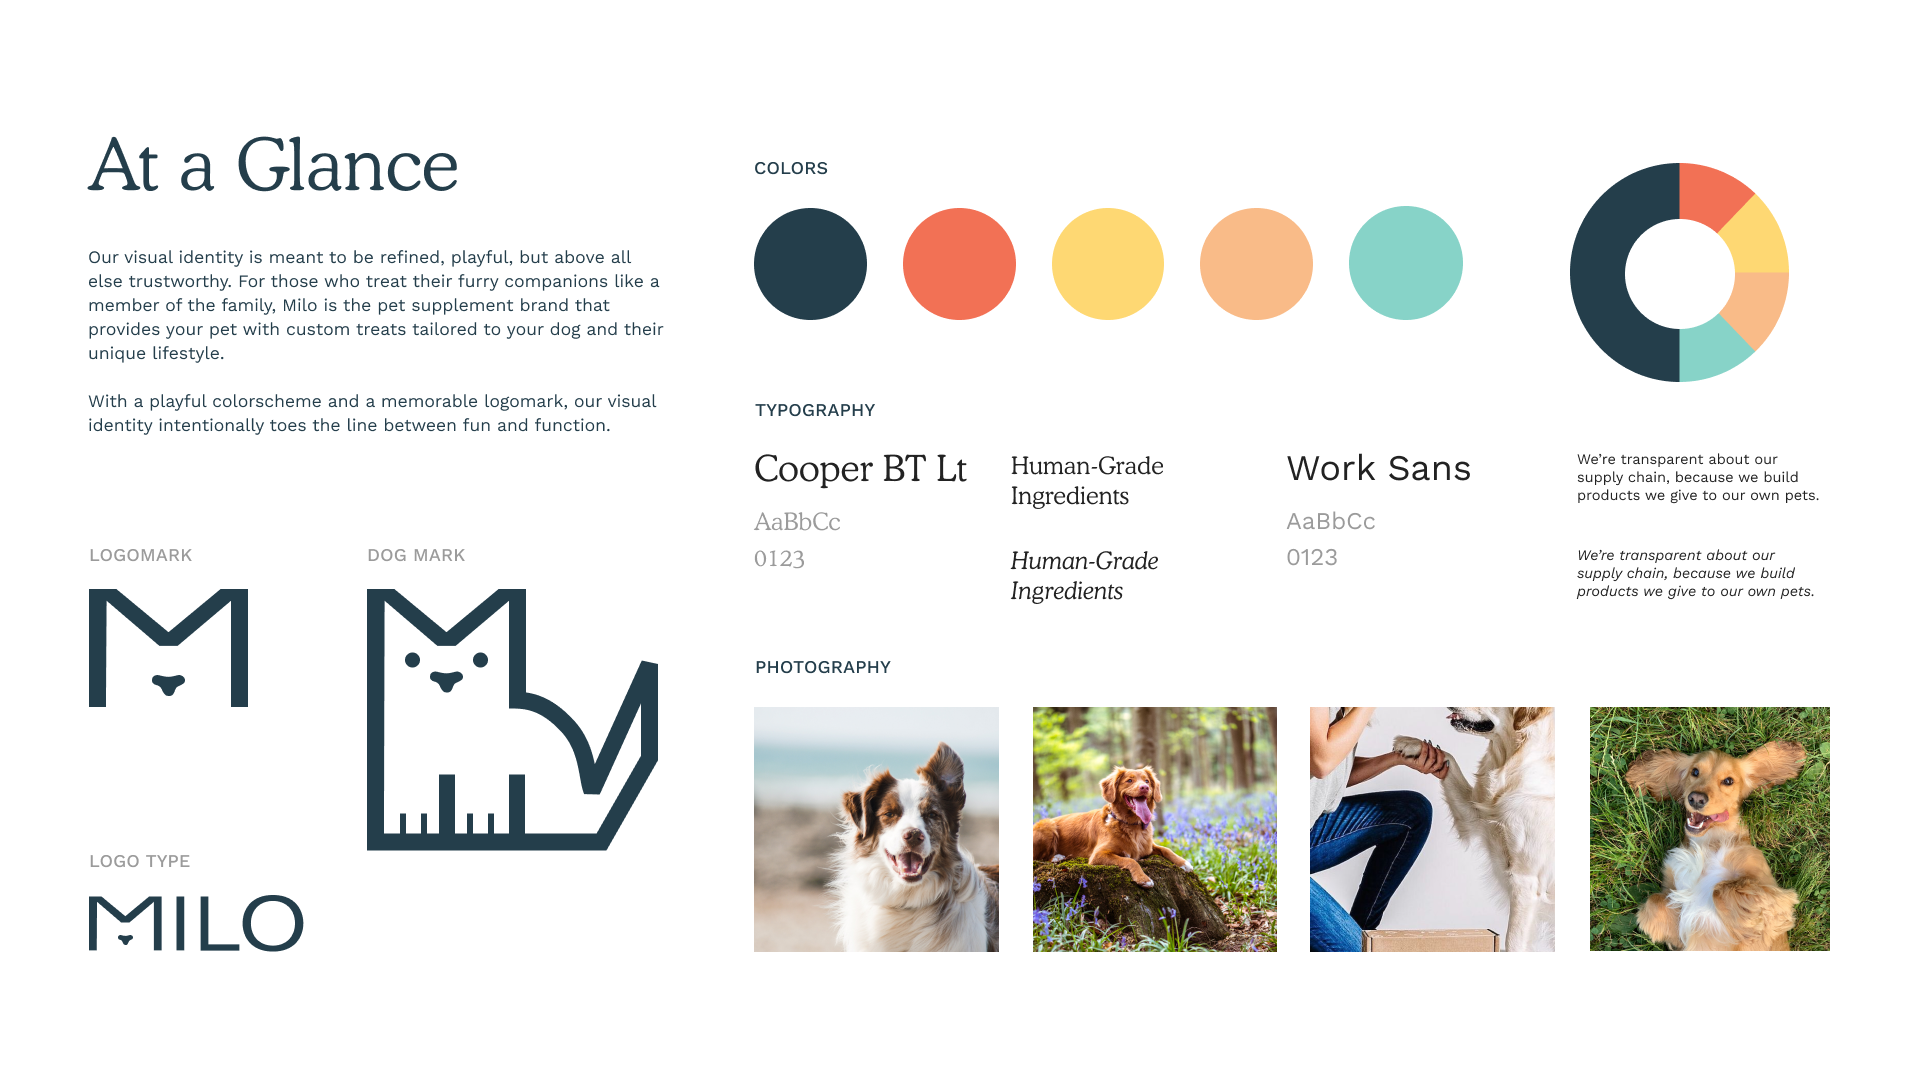 At a Glance
Our visual identity is meant to be refined, playful, but above all
else trustworthy. For those who treat their furry companions like a
member of the family, Milo is the pet supplement brand that
provides your pet with custom treats tailored to your dog and their
unique lifestyle.
With a playful colorscheme and a memorable logomark, our visual
identity intentionally toes the line between fun and function.
LOGOMARK
M
DOG MARK
LOGO TYPE
MILO
COLORS
TYPOGRAPHY
Cooper BT Lt
AaBbCc
0123
Human-Grade
Ingredients
Human-Grade
Ingredients
Work Sans
AaBbCc
0123
We're transparent about our
supply chain, because we build
products we give to our own pets.
We're transparent about our
supply chain, because we build
products we give to our own pets.
PHOTOGRAPHY